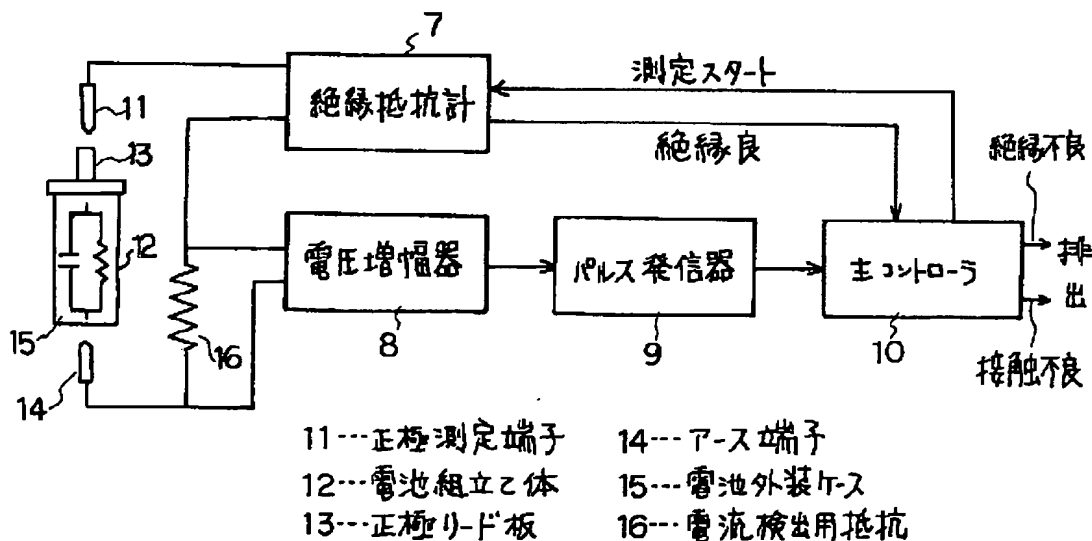 7
11
測定スタート
絶縁抵抗計
13
絶縁良
絶縁不良
12
電圧増幅器
パルス発信器
主コントローラ
排
出
15
16
8
9
10
14
接触不良
11…正極測定端子
14…アース端子
12…電池組立て体
15…電池外装ケース
13…正極リード板
16…電流検出用抵抗